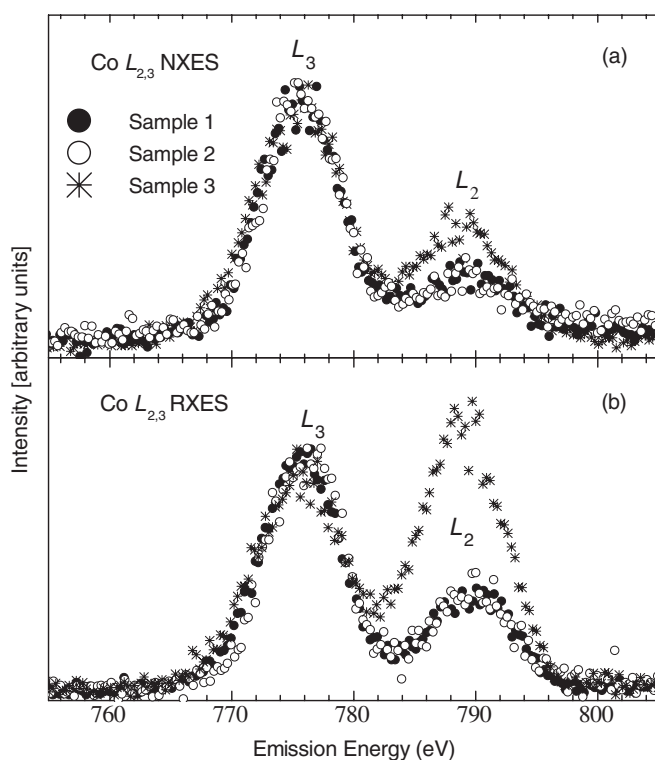 Co L2,3 NXES
L3
(a)
Sample 1
Sample 2
Sample 3
L2
Intensity [arbitrary units]
Co L2,3 RXES
L3
(b)
L2
760 770 780 790 800
Emission Energy (eV)